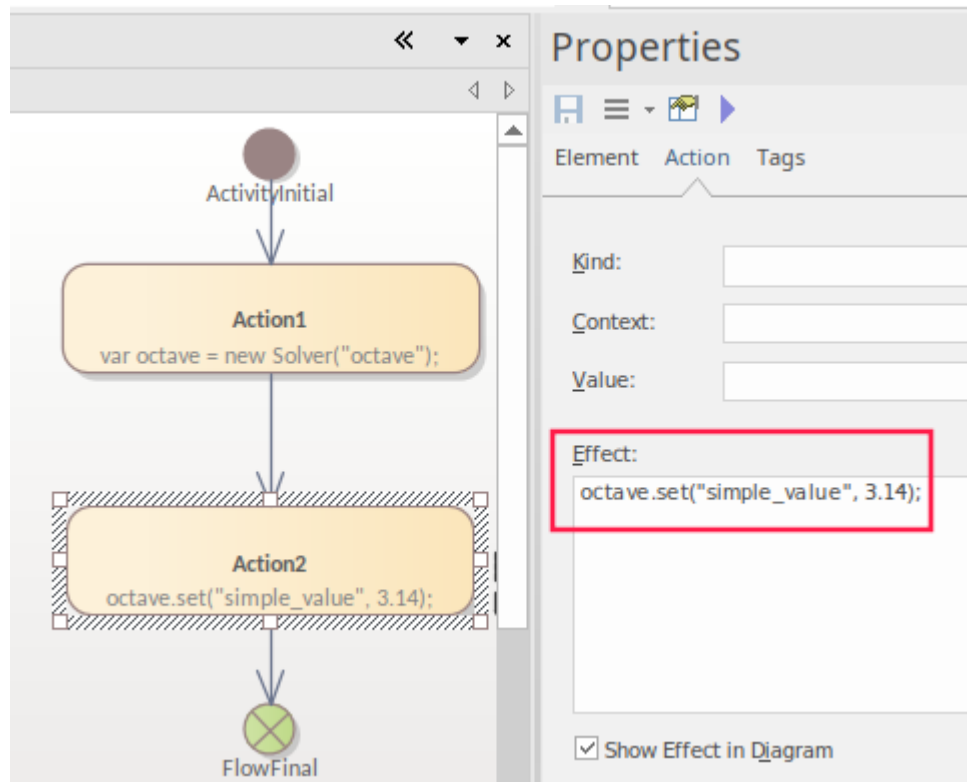 ActivityInitial
Action1
var octave = new Solver("octave");
Action2
octave.set("simple_value", 3.14);
FlowFinal
Properties
Element Action Tags
Kind:
Context:
Value:
Effect:
octave.set("simple_value", 3.14);
Show Effect in Diagram